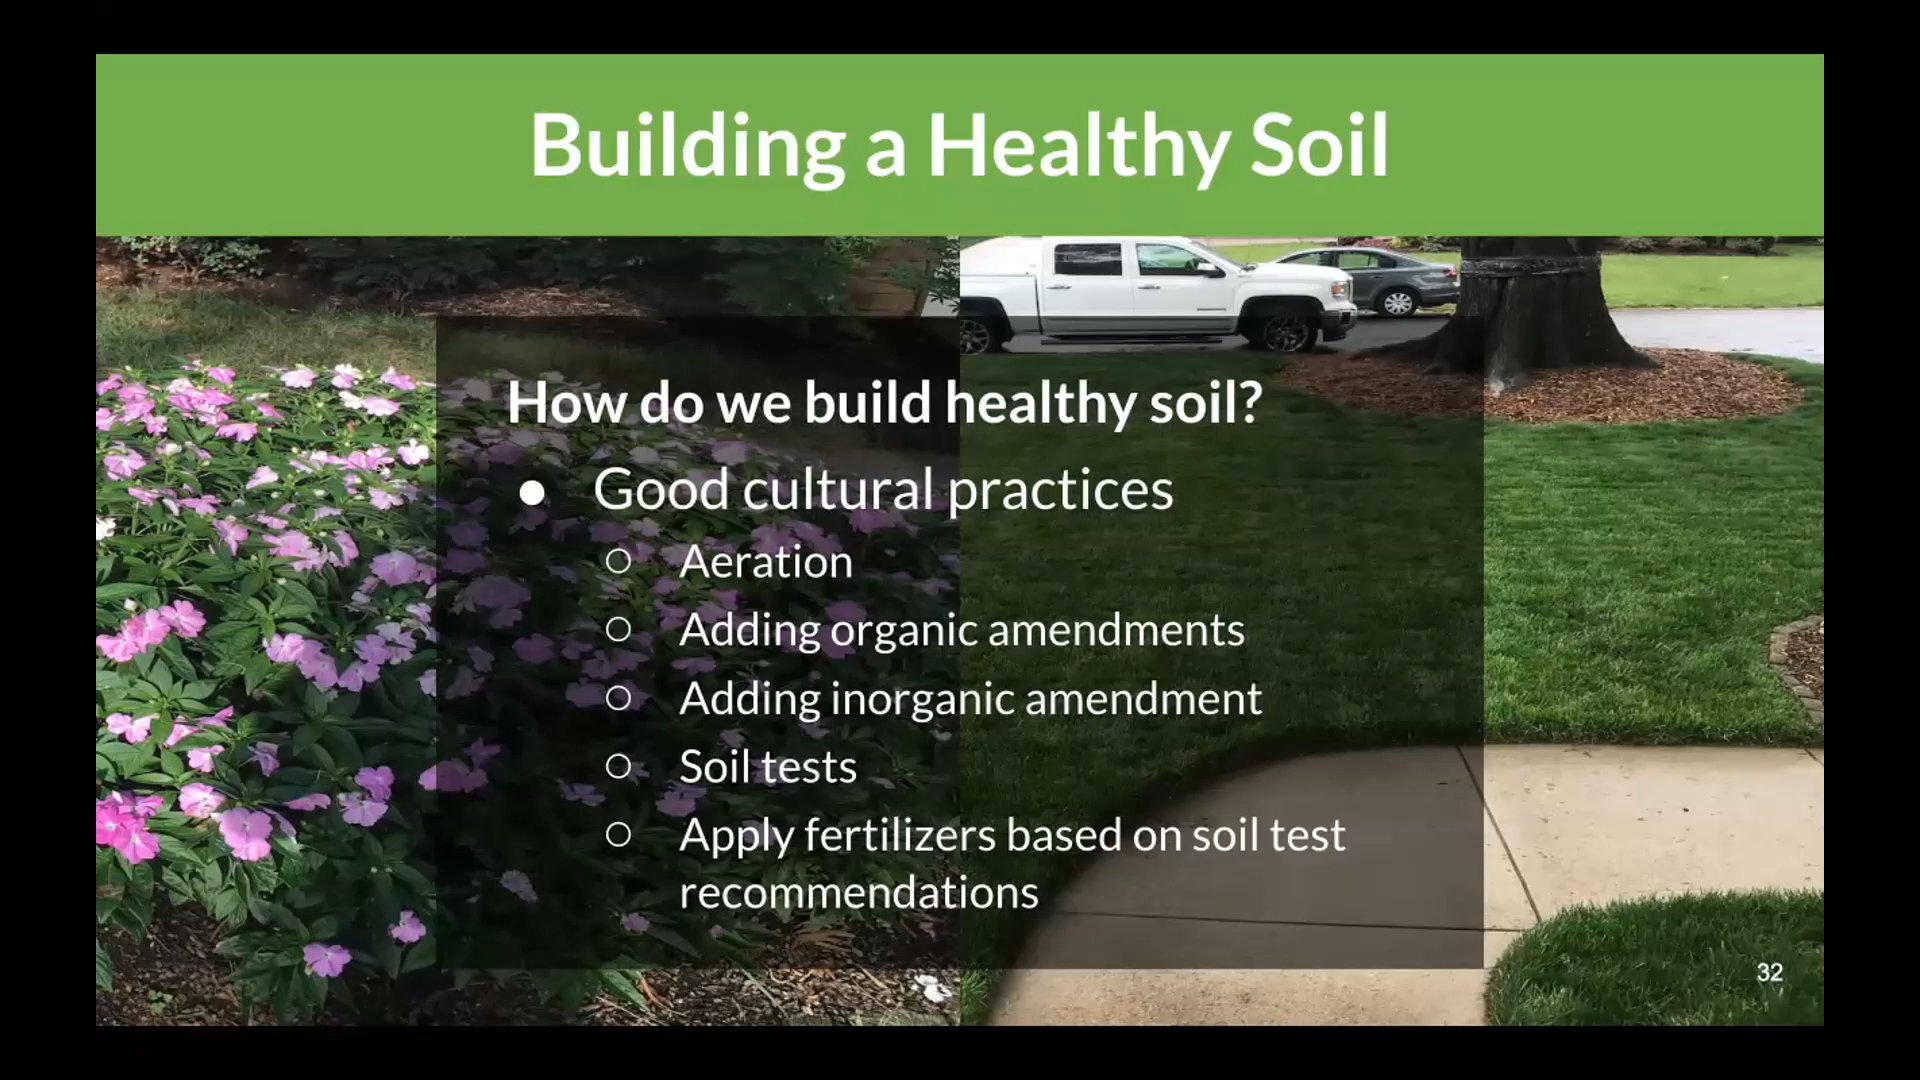 Building a Healthy Soil
How do we build healthy soil?
● Good cultural practices
○ Aeration
○ Adding organic amendments
○ Adding inorganic amendment
○ Soil tests
○ Apply fertilizers based on soil test
recommendations
32